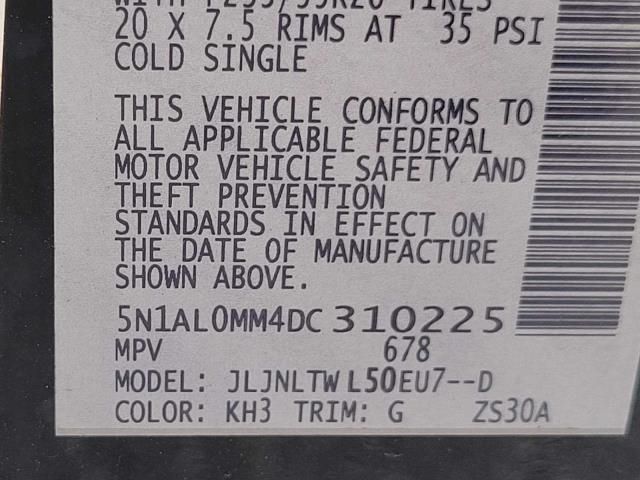 20 X 7.5 RIMS AT 35 PSI
COLD SINGLE
THIS VEHICLE CONFORMS TO
ALL APPLICABLE FEDERAL
MOTOR VEHICLE SAFETY AND
THEFT PREVENTION
STANDARDS IN EFFECT ON
THE DATE OF MANUFACTURE
SHOWN ABOVE.
5N1AL0MM4DC310225
MPV 678
MODEL: JLJNLTWL50EU7--D
COLOR: KH3 TRIM: G ZS30A